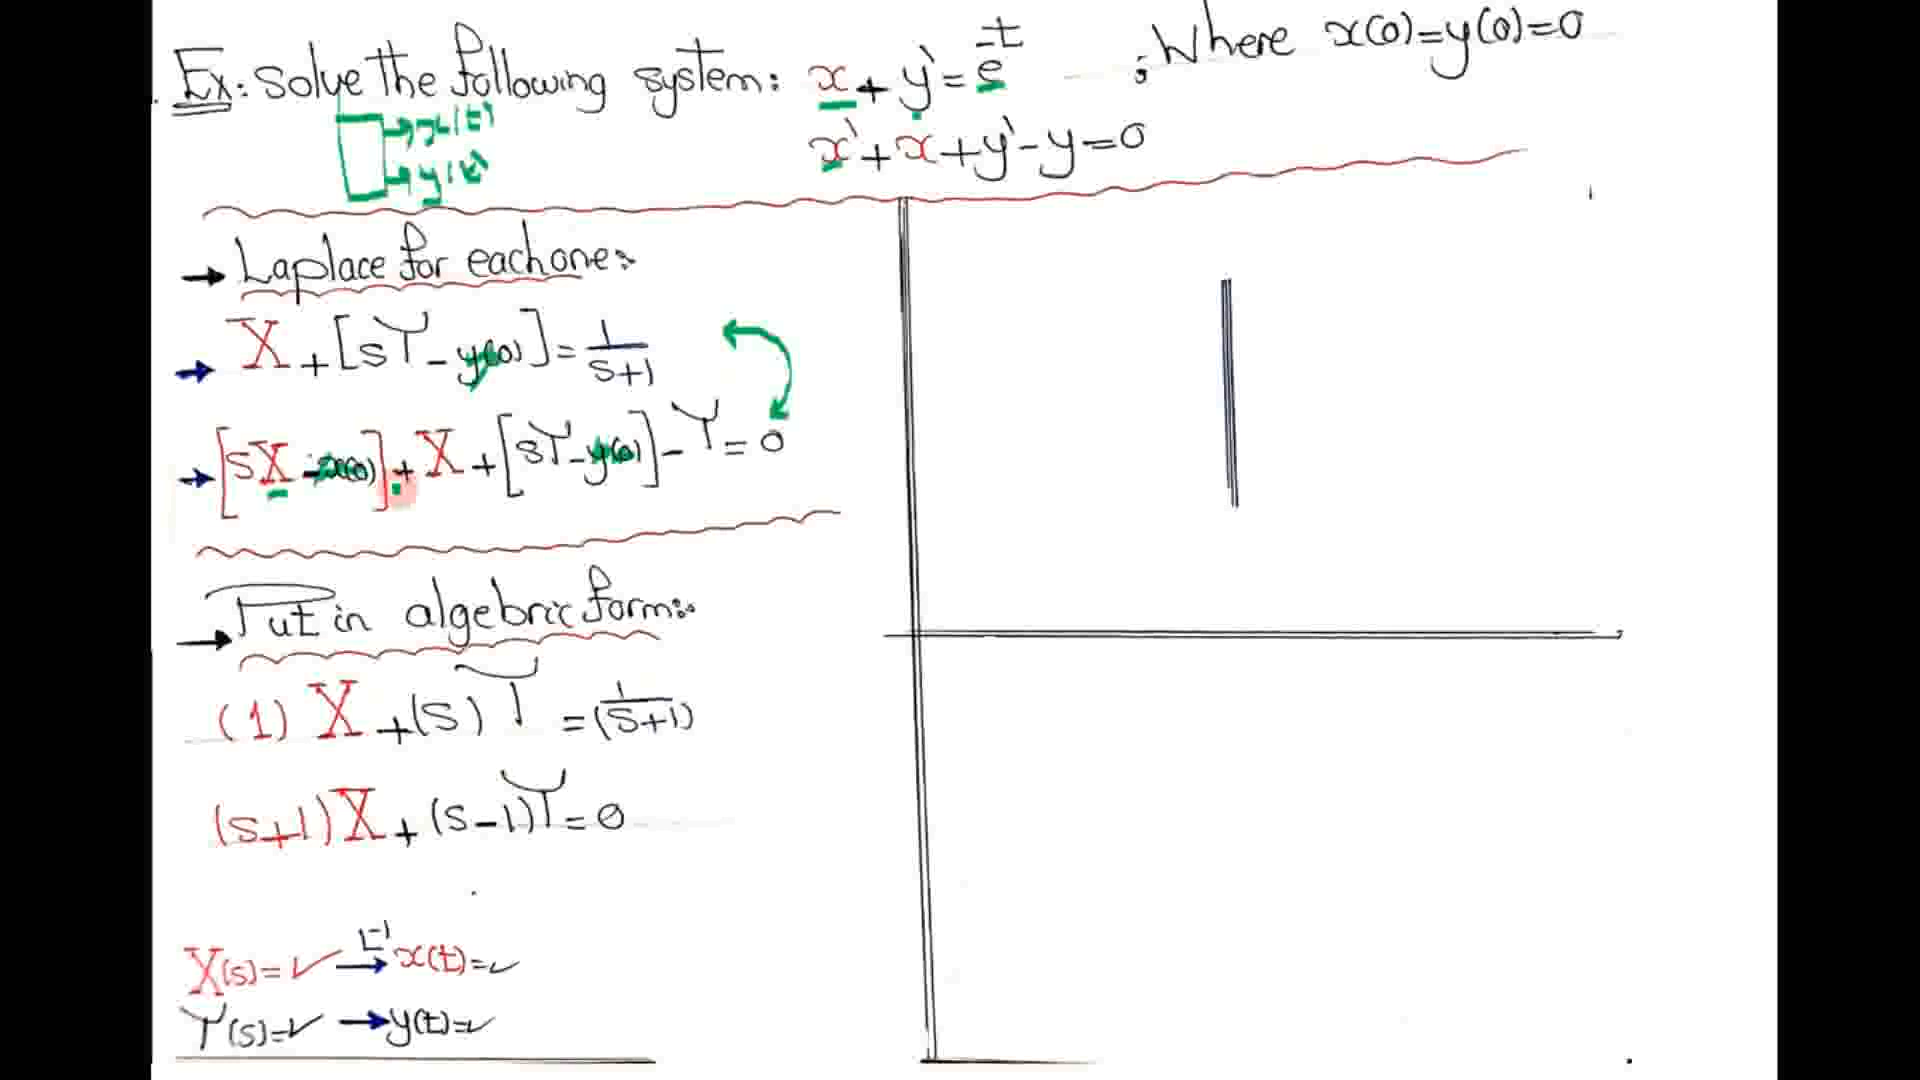 Ex: Solve the following system: x + y' = e^-t ; Where x(0)=y(0)=0
x' + x + y' - y = 0
→ x(t)
→ y(t)
→ Laplace for each one:
→ X + [sY - y(0)] = 1/(s+1)
→ [sX - x(0)] + X + [sY - y(0)] - Y = 0
→ Put in algebric form:
(1) X + (s) Y = (1/(s+1))
(s+1) X + (s-1) Y = 0
X(s)= ✓ L^-1 → x(t)= ✓
Y(s)= ✓ → y(t)= ✓